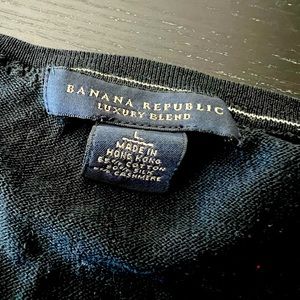 BANANA REPUBLIC
LUXURY BLEND
L
MADE IN
HONG KONG
COTTON
SILK
CASHMERE